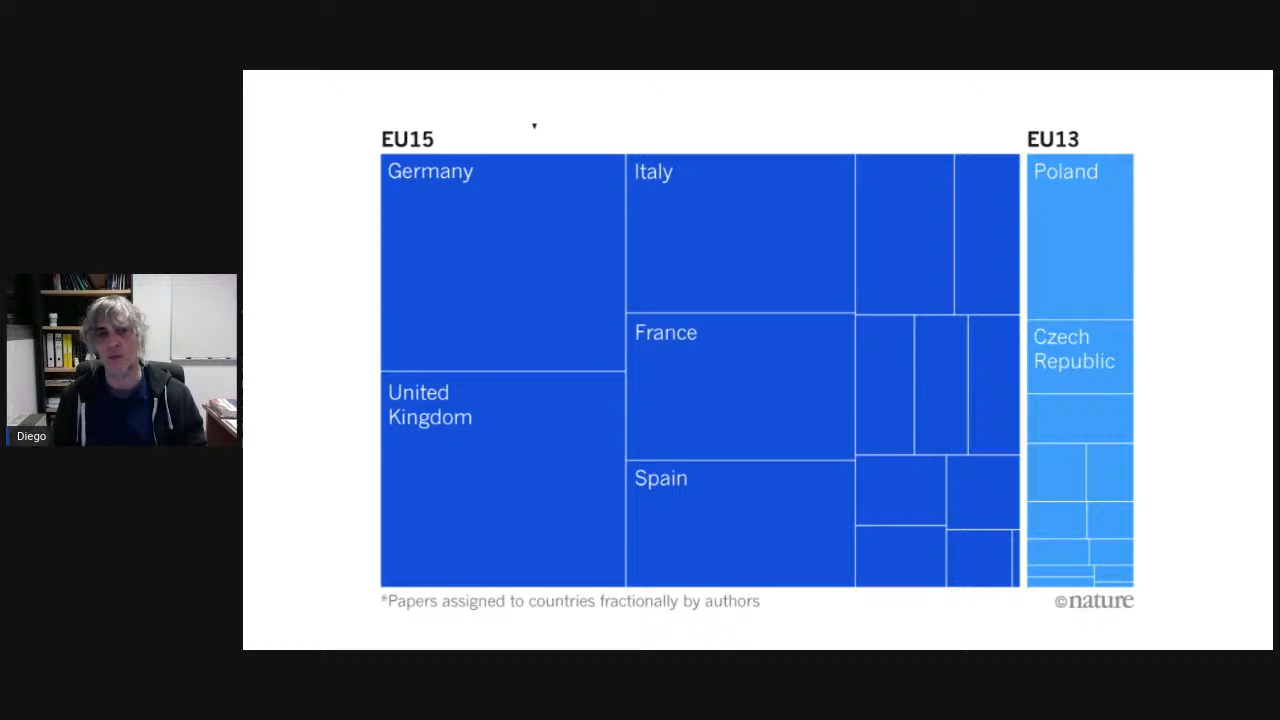 EU15
EU13
Germany
Italy
Poland
France
Czech
Republic
United
Kingdom
Spain
Diego
*Papers assigned to countries fractionally by authors
©nature